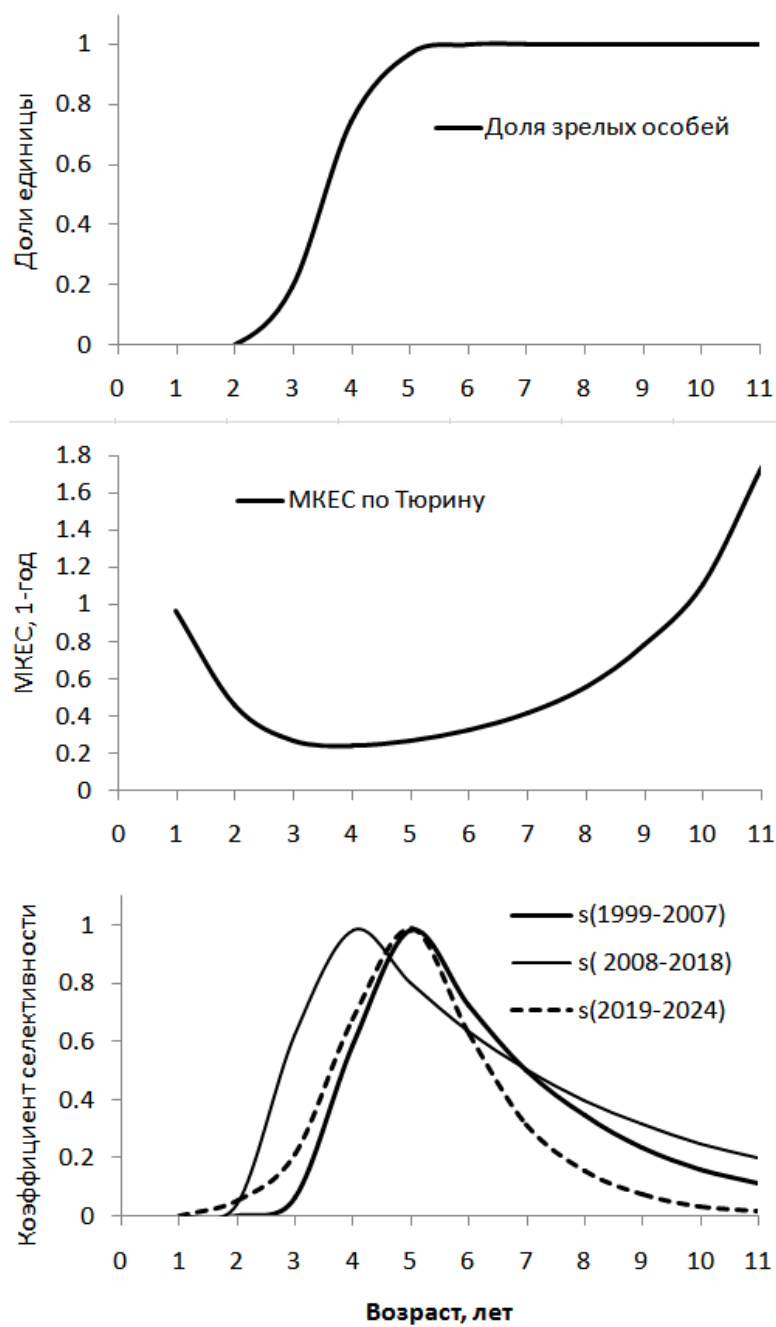 Доли единицы
1
0.8
0.6
0.4
0.2
0
Доля зрелых особей
0 1 2 3 4 5 6 7 8 9 10 11
МКЕС, 1-год
1.8
1.6
1.4
1.2
1
0.8
0.6
0.4
0.2
0
МКЕС по Тюрину
0 1 2 3 4 5 6 7 8 9 10 11
Коэффициент селективности
1
0.8
0.6
0.4
0.2
0
s(1999-2007)
s( 2008-2018)
s(2019-2024)
0 1 2 3 4 5 6 7 8 9 10 11
Возраст, лет